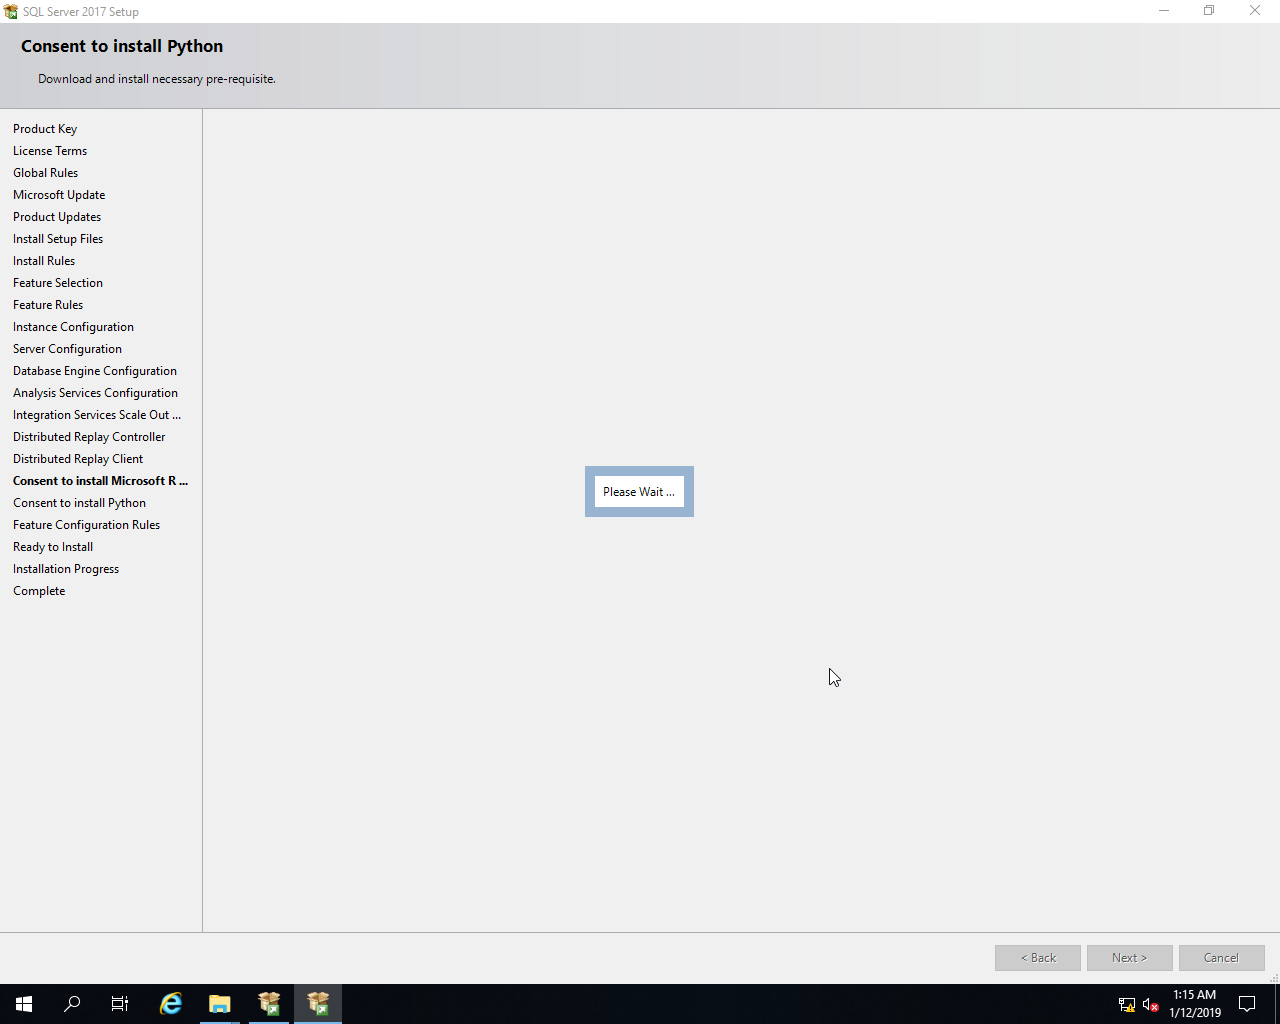 SQL Server 2017 Setup
Consent to install Python
Download and install necessary pre-requisite.
Product Key
License Terms
Global Rules
Microsoft Update
Product Updates
Install Setup Files
Install Rules
Feature Selection
Feature Rules
Instance Configuration
Server Configuration
Database Engine Configuration
Analysis Services Configuration
Integration Services Scale Out ...
Distributed Replay Controller
Distributed Replay Client
Consent to install Microsoft R ...
Consent to install Python
Feature Configuration Rules
Ready to Install
Installation Progress
Complete
Please Wait ...
< Back
Next >
Cancel
1:15 AM
1/12/2019